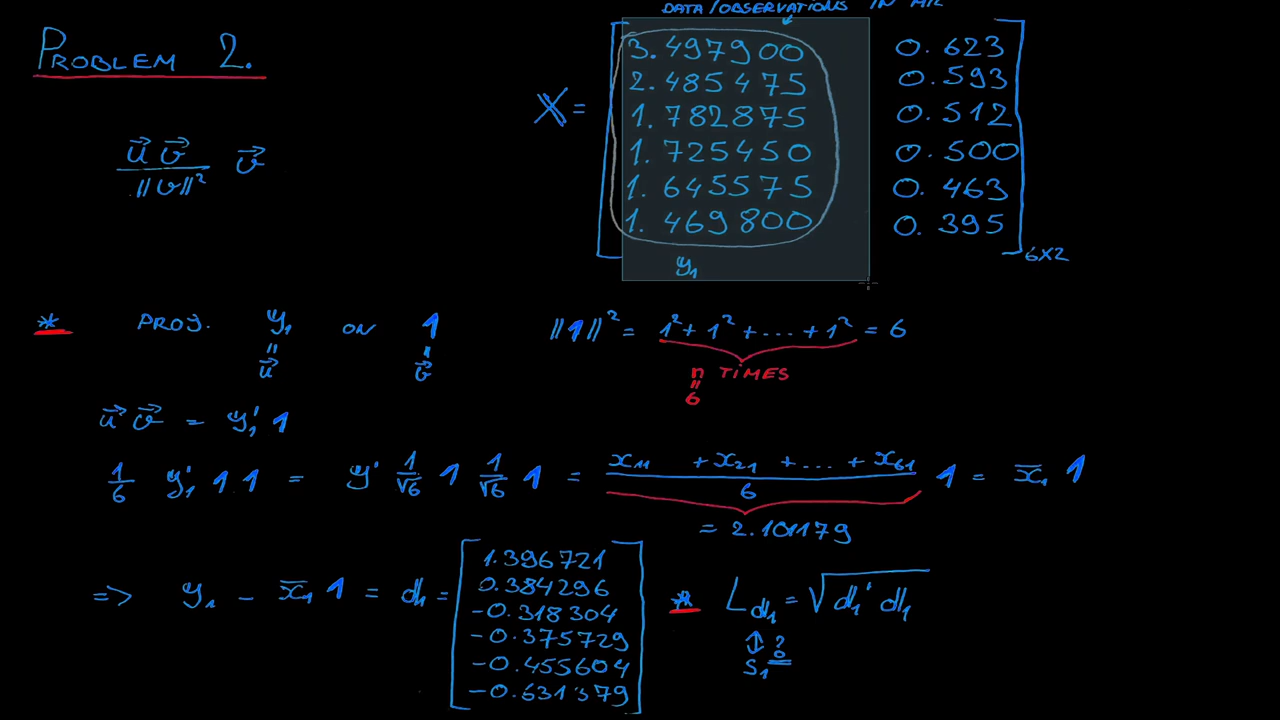 DATA/OBSERVATIONS IN
PROBLEM 2.
X =
3.497900 0.623
2.485475 0.593
1.782875 0.512
1.725450 0.500
1.645575 0.463
1.469800 0.395
6x2
y₁
u⃗ v⃗ / ||v||² v⃗
* PROJ. y₁ ON 1
= u⃗ = v⃗
||1||² = 1² + 1² + ... + 1² = 6
n TIMES
=
6
u⃗ v⃗ = y₁' 1
1/6 y₁' 1 1 = y' 1/√6 1 1/√6 1 = (x₁₁ + x₂₁ + ... + x₆₁)/6 1 = x̄₁ 1
= 2.101179
=> y₁ - x̄₁ 1 = d₁ =
1.396721
0.384296
-0.318304
-0.375729
-0.455604
-0.631379
* L_d₁ = √d₁' d₁
↕ ?
S₁